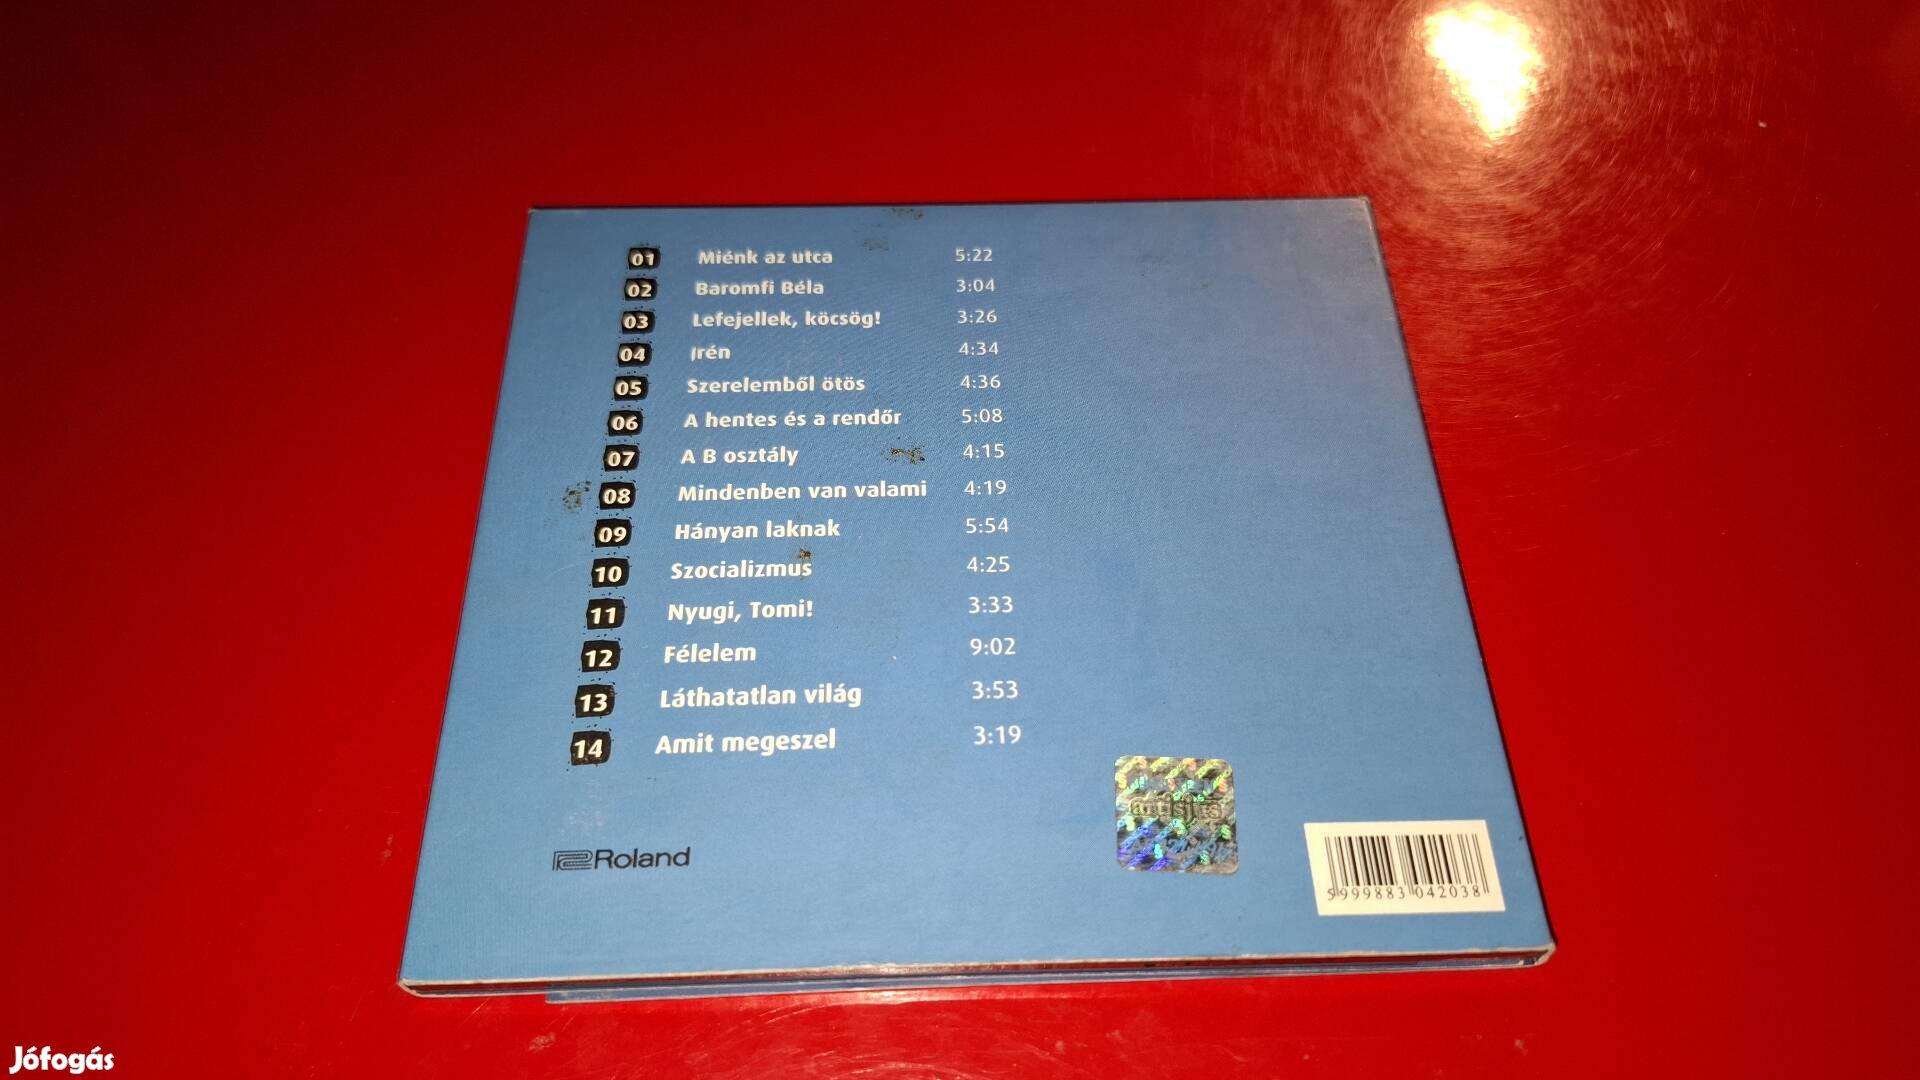 01 Miénk az utca 5:22
02 Baromfi Béla 3:04
03 Lefejellek, köcsög! 3:26
04 Irén 4:34
05 Szerelemből ötös 4:36
06 A hentes és a rendőr 5:08
07 A B osztály 4:15
08 Mindenben van valami 4:19
09 Hányan laknak 5:54
10 Szocializmus 4:25
11 Nyugi, Tomi! 3:33
12 Félelem 9:02
13 Láthatatlan világ 3:53
14 Amit megeszel 3:19
Roland
5 999883 042038
Jófogás